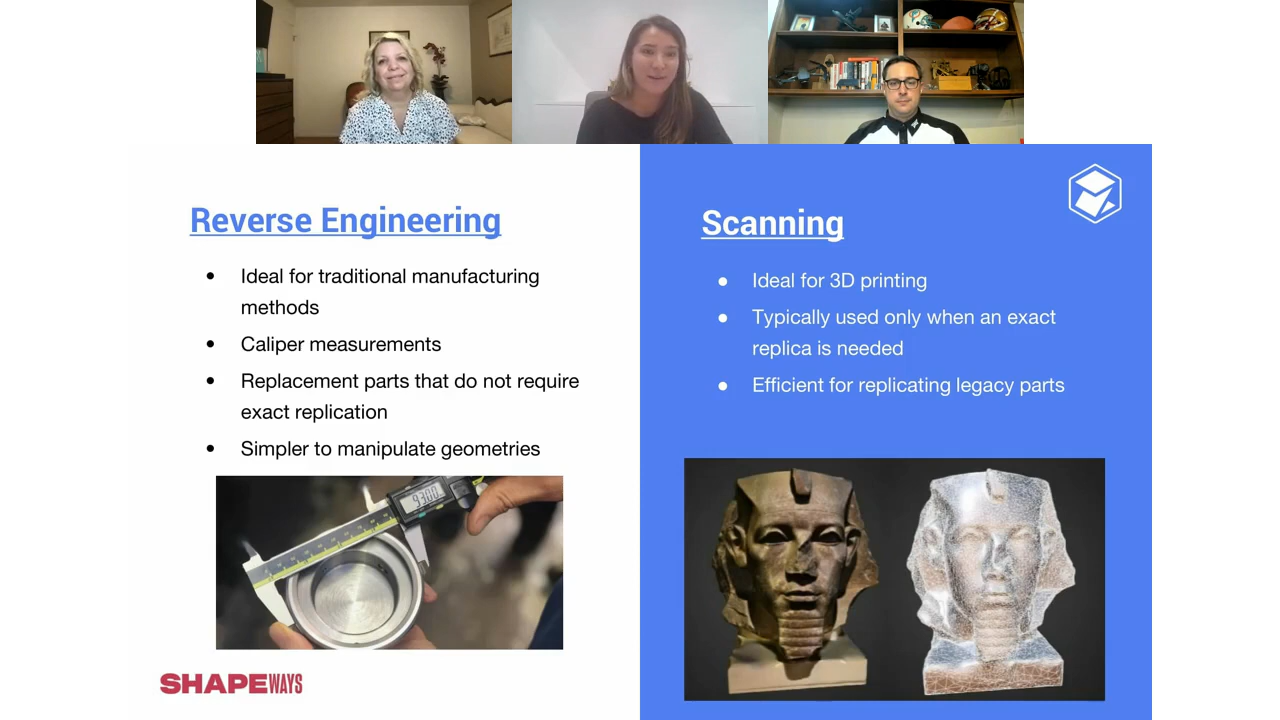 Reverse Engineering
Ideal for traditional manufacturing
methods
Caliper measurements
Replacement parts that do not require
exact replication
Simpler to manipulate geometries
93.00
SHAPEWAYS
Scanning
Ideal for 3D printing
Typically used only when an exact
replica is needed
Efficient for replicating legacy parts